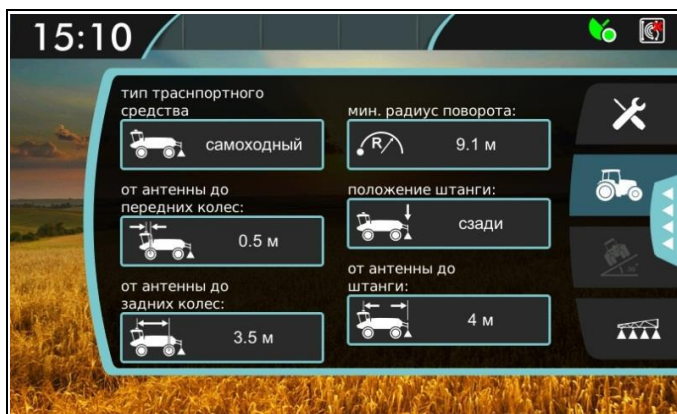 15:10
тип траснпортного
средства
самоходный
от антенны до
передних колес:
0.5 м
от антенны до
задних колес:
3.5 м
мин. радиус поворота:
R
9.1 м
положение штанги:
сзади
от антенны до
штанги:
4 м
30°